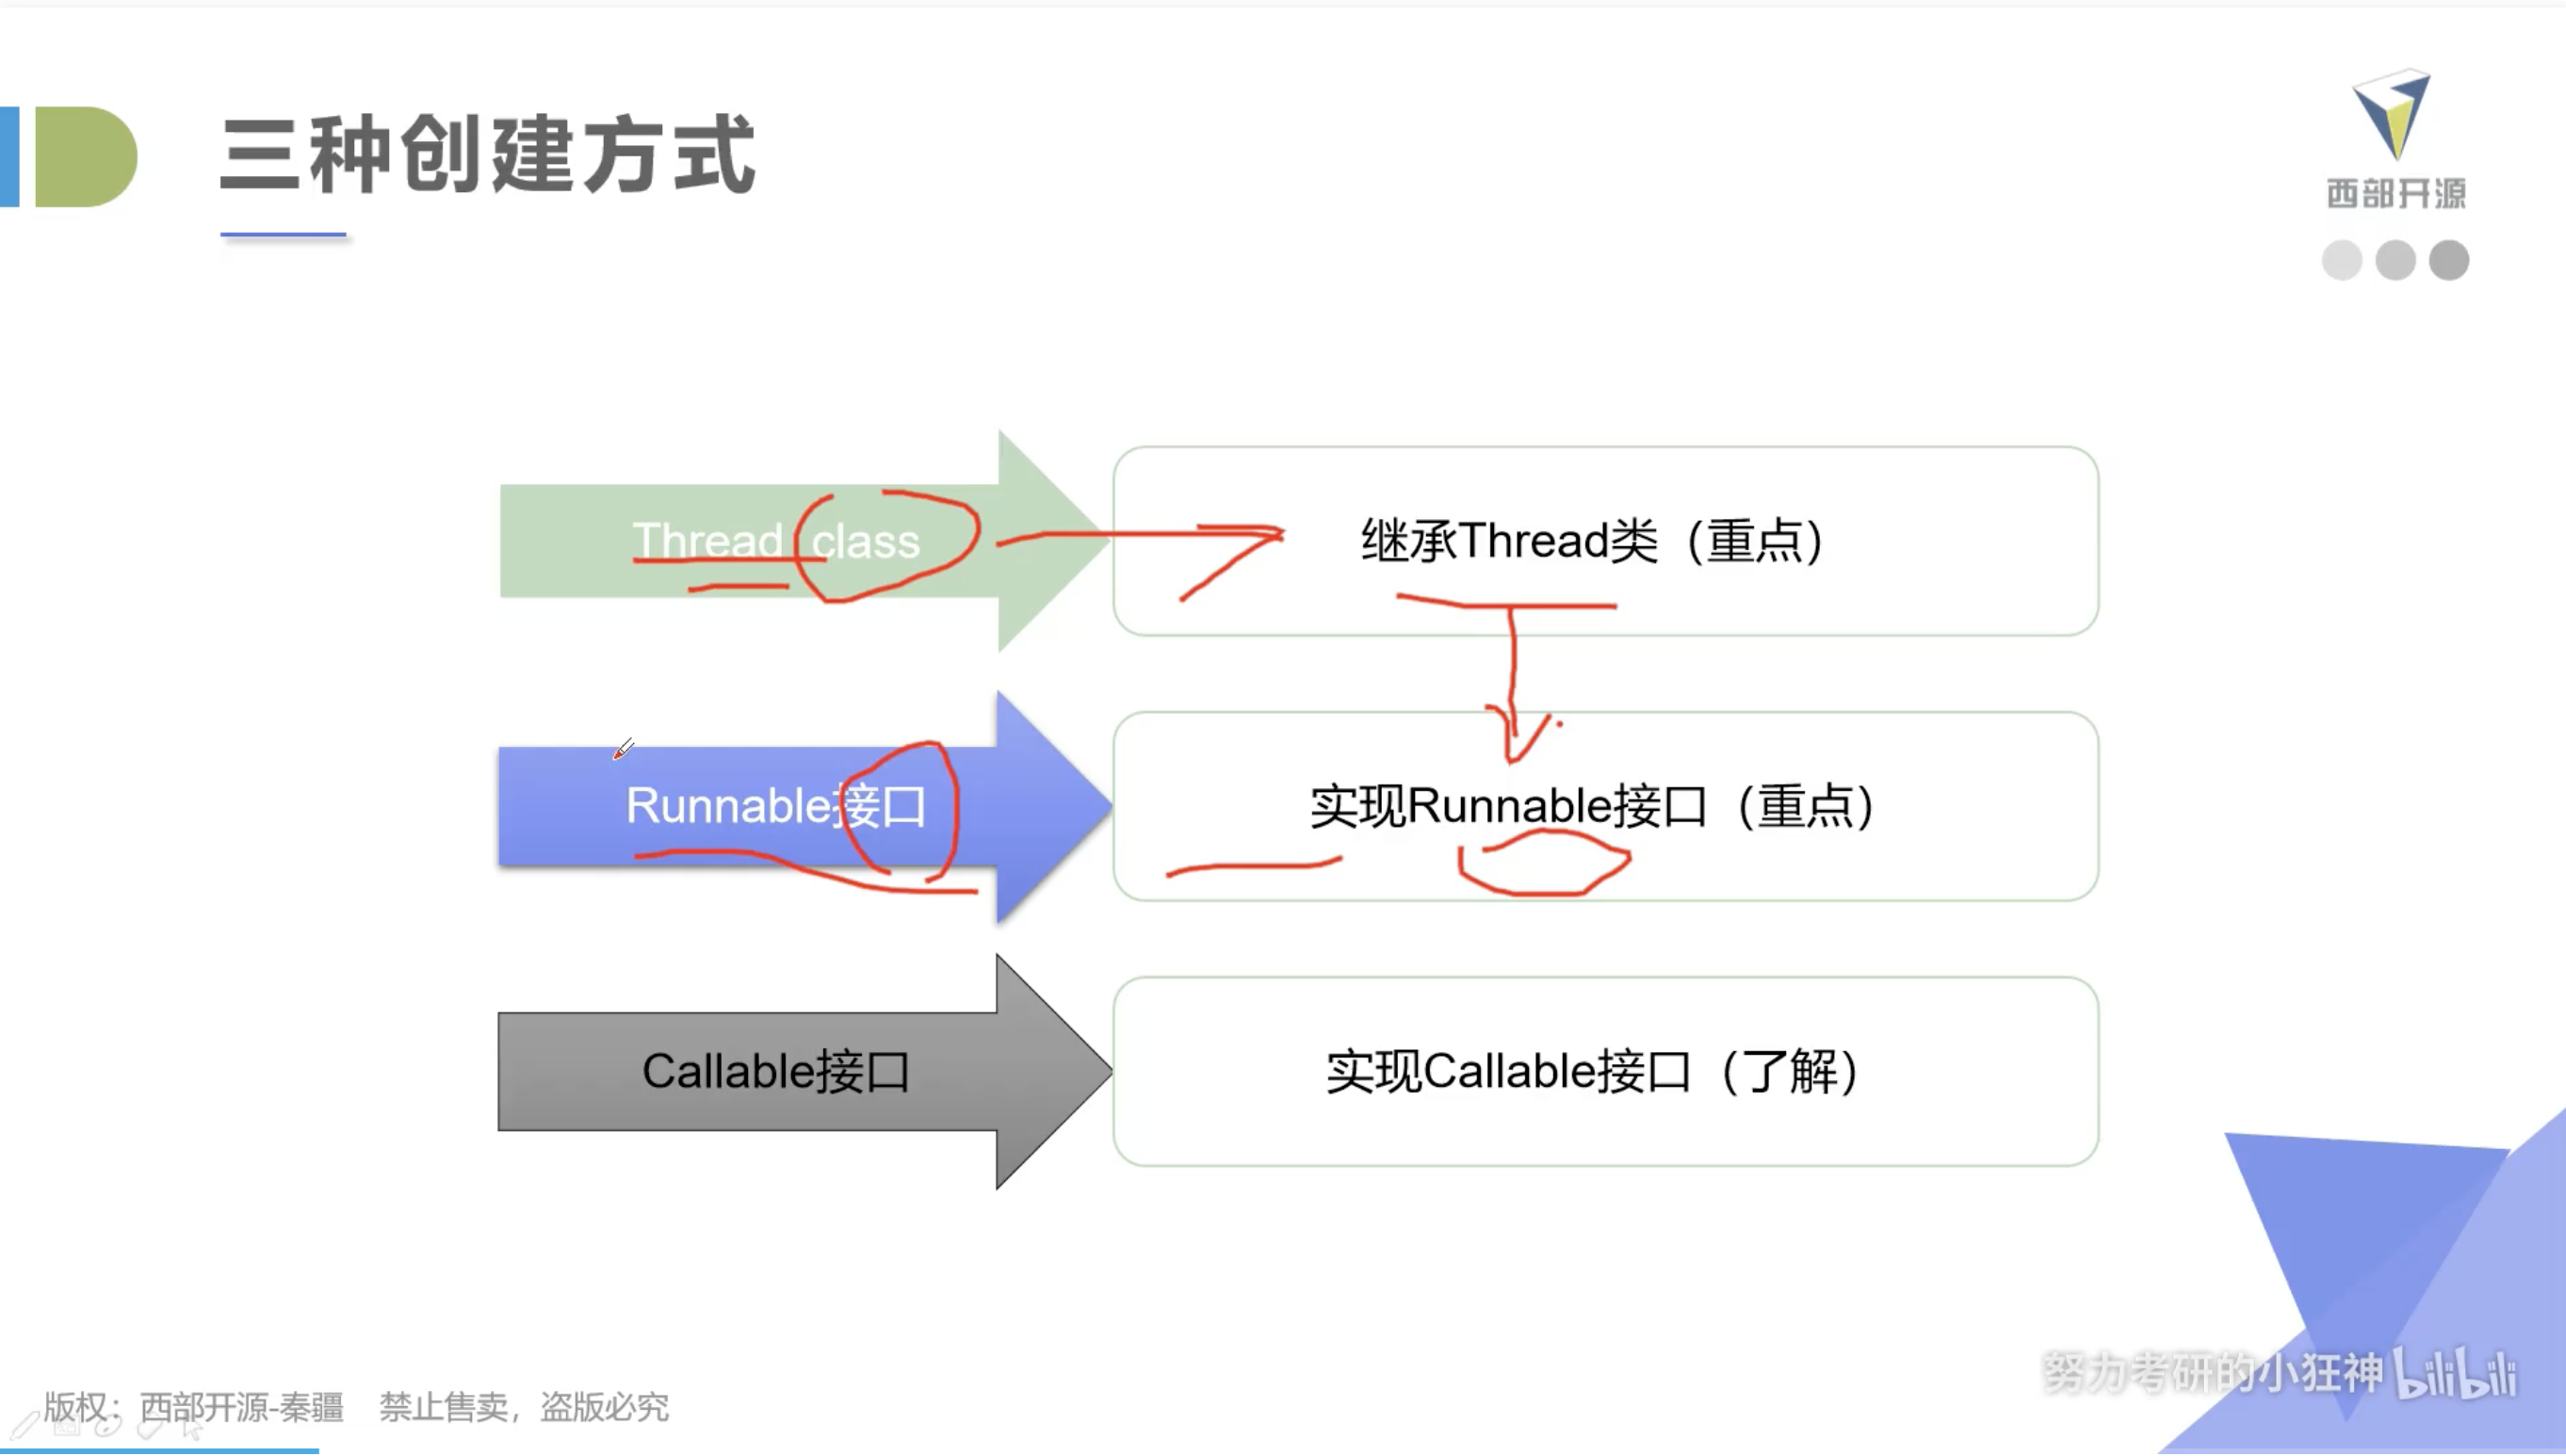 三种创建方式
西部开源
Thread class
继承Thread类（重点）
Runnable接口
实现Runnable接口（重点）
Callable接口
实现Callable接口（了解）
努力考研的小狂神 bilibili
版权：西部开源-秦疆 禁止售卖，盗版必究